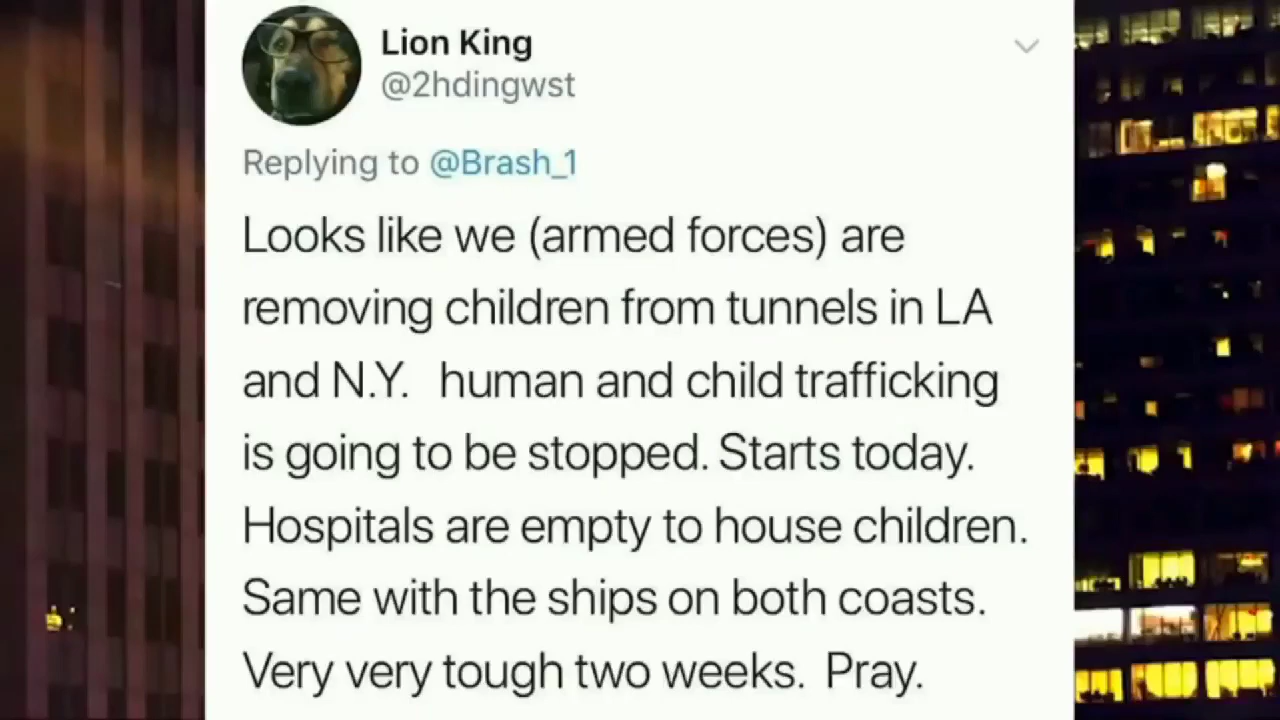 Lion King
@2hdingwst
Replying to @Brash_1
Looks like we (armed forces) are
removing children from tunnels in LA
and N.Y.  human and child trafficking
is going to be stopped. Starts today.
Hospitals are empty to house children.
Same with the ships on both coasts.
Very very tough two weeks.  Pray.